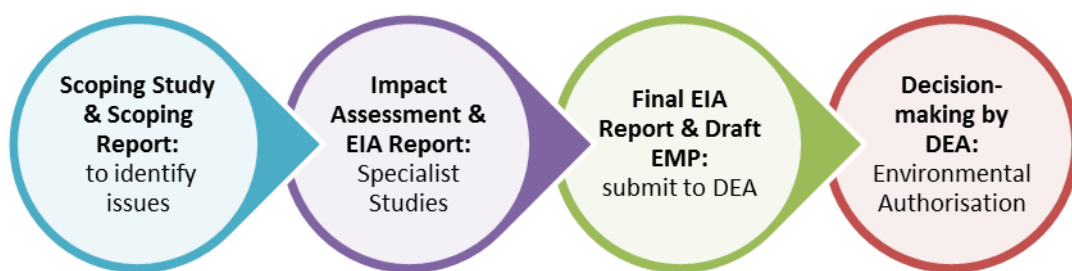 Scoping Study
& Scoping
Report:
to identify
issues
Impact
Assessment &
EIA Report:
Specialist
Studies
Final EIA
Report & Draft
EMP:
submit to DEA
Decision-
making by
DEA:
Environmental
Authorisation